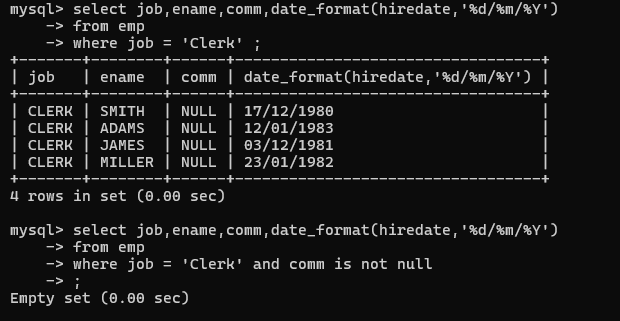 mysql> select job,ename,comm,date_format(hiredate,'%d/%m/%Y')
    -> from emp
    -> where job = 'Clerk' ;
+-------+--------+------+----------------------------------+
| job   | ename  | comm | date_format(hiredate,'%d/%m/%Y') |
+-------+--------+------+----------------------------------+
| CLERK | SMITH  | NULL | 17/12/1980                       |
| CLERK | ADAMS  | NULL | 12/01/1983                       |
| CLERK | JAMES  | NULL | 03/12/1981                       |
| CLERK | MILLER | NULL | 23/01/1982                       |
+-------+--------+------+----------------------------------+
4 rows in set (0.00 sec)

mysql> select job,ename,comm,date_format(hiredate,'%d/%m/%Y')
    -> from emp
    -> where job = 'Clerk' and comm is not null
    -> ;
Empty set (0.00 sec)